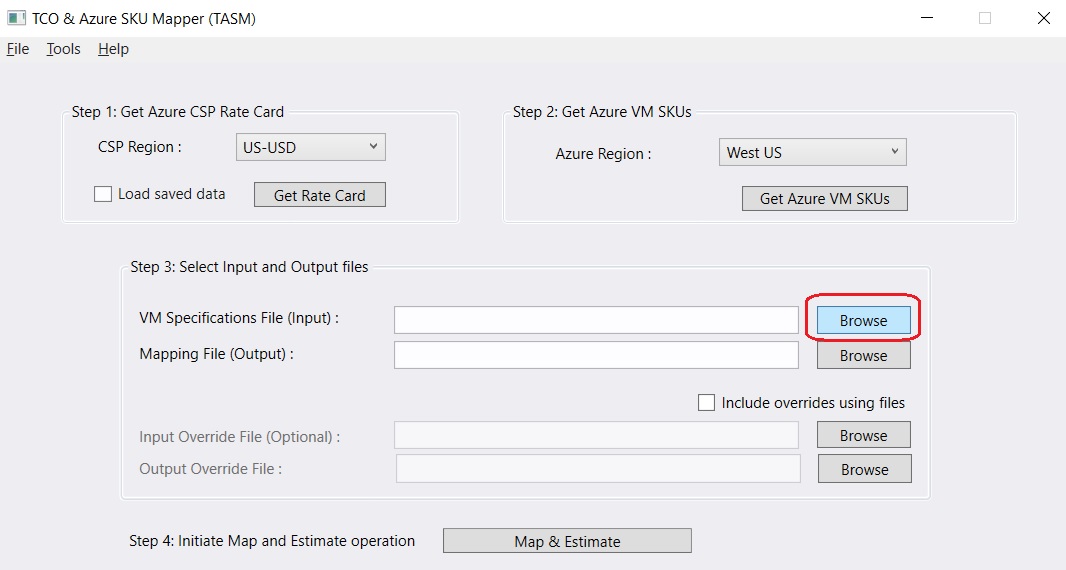 TCO & Azure SKU Mapper (TASM)
File Tools Help
Step 1: Get Azure CSP Rate Card
CSP Region : US-USD
Load saved data Get Rate Card
Step 2: Get Azure VM SKUs
Azure Region : West US
Get Azure VM SKUs
Step 3: Select Input and Output files
VM Specifications File (Input) : Browse
Mapping File (Output) : Browse
Include overrides using files
Input Override File (Optional) : Browse
Output Override File : Browse
Step 4: Initiate Map and Estimate operation Map & Estimate